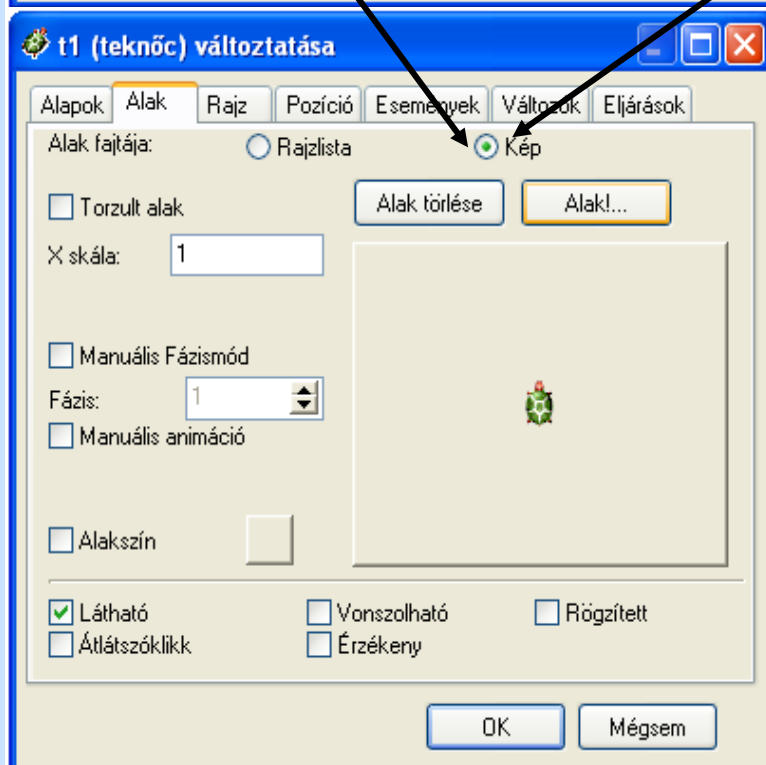 t1 (teknőc) változtatása
Alapok Alak Rajz Pozíció Események Változók Eljárások
Alak fajtája: Rajzlista Kép
Torzult alak Alak törlése Alak!...
X skála: 1
Manuális Fázismód
Fázis: 1
Manuális animáció
Alakszín
Látható Vonszolható Rögzített
Átlátszóklikk Érzékeny
OK Mégsem